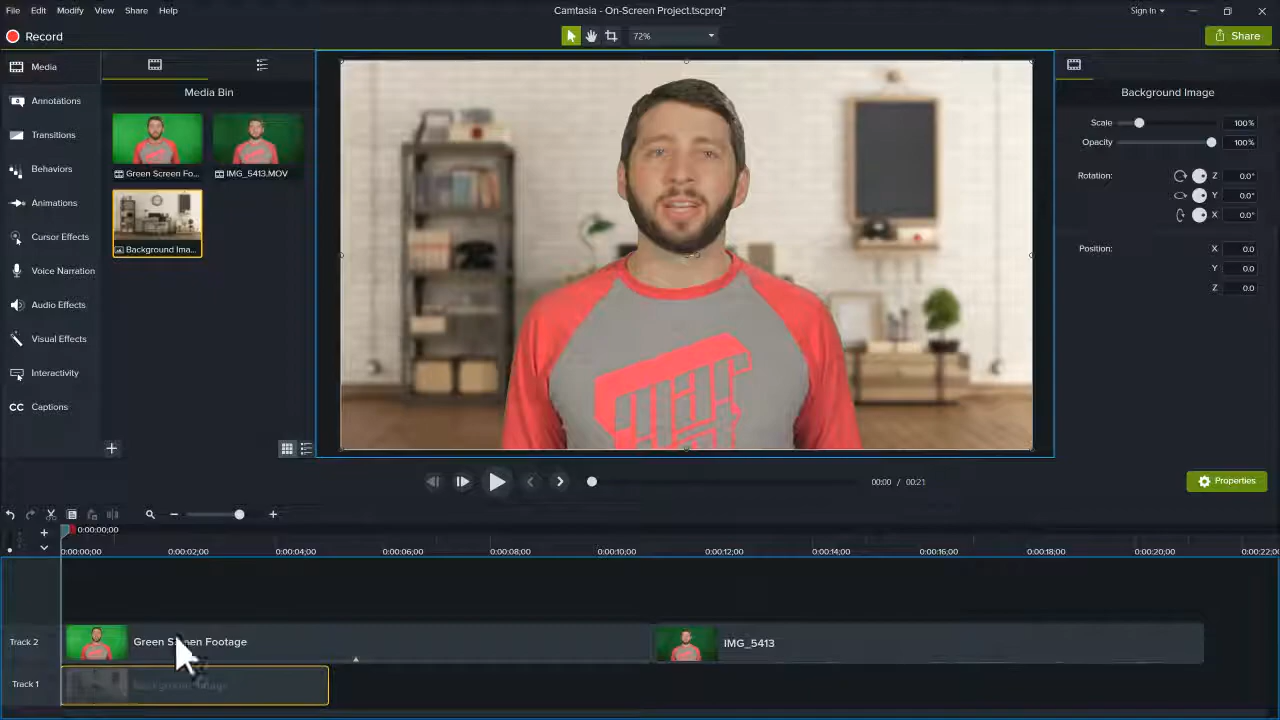 File Edit Modify View Share Help
Camtasia - On-Screen Project.tscproj*
Sign In
Record
72%
Share
Media
Annotations
Transitions
Behaviors
Animations
Cursor Effects
Voice Narration
Audio Effects
Visual Effects
Interactivity
CC Captions
Media Bin
Green Screen Fo...
IMG_5413.MOV
Background Ima...
Background Image
Scale 100%
Opacity 100%
Rotation: Z 0.0°
Y 0.0°
X 0.0°
Position: X 0.0
Y 0.0
Z 0.0
00:00 / 00:21
Properties
0:00:00;00
0:00:00;00 0:00:02;00 0:00:04;00 0:00:06;00 0:00:08;00 0:00:10;00 0:00:12;00 0:00:14;00 0:00:16;00 0:00:18;00 0:00:20;00 0:00:22;00
Track 2
Green Screen Footage
IMG_5413
Track 1
Background Image